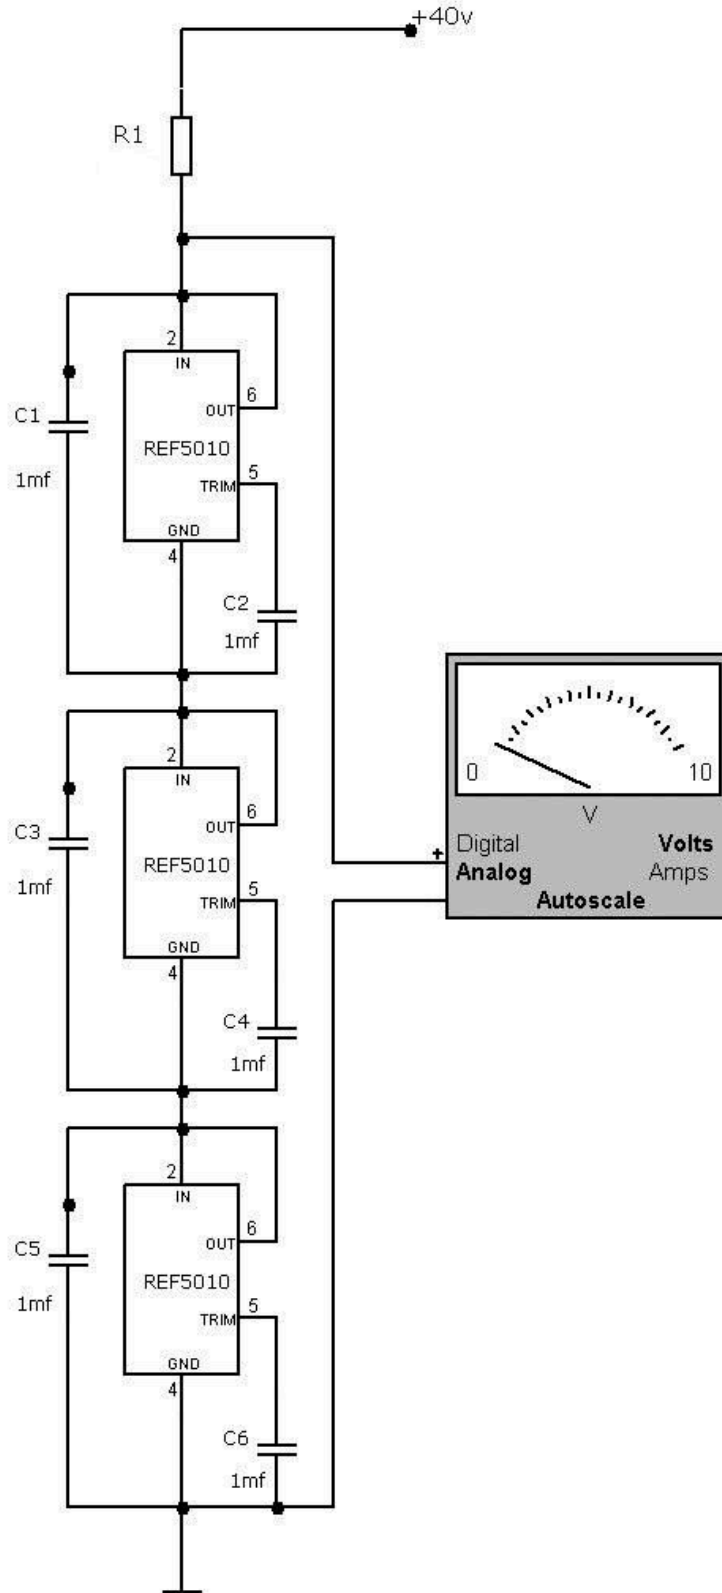 +40v
R1
2
IN
6
OUT
C1
REF5010
1mf
5
TRIM
GND
4
C2
1mf
2
IN
6
OUT
C3
REF5010
1mf
5
TRIM
GND
4
C4
1mf
0 10
V
+ Digital Volts
Analog Amps
Autoscale
2
IN
6
OUT
C5
REF5010
1mf
5
TRIM
GND
4
C6
1mf